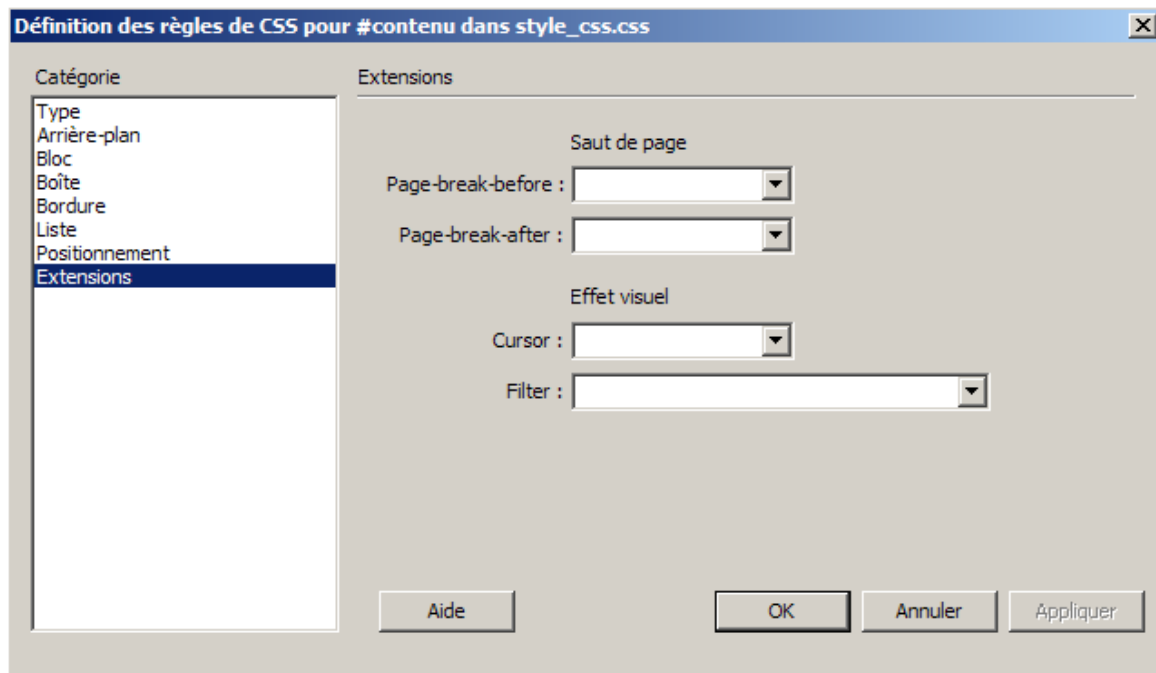 Définition des règles de CSS pour #contenu dans style_css.css
Catégorie
Type
Arrière-plan
Bloc
Boîte
Bordure
Liste
Positionnement
Extensions
Extensions
Saut de page
Page-break-before :
Page-break-after :
Effet visuel
Cursor :
Filter :
Aide
OK
Annuler
Appliquer